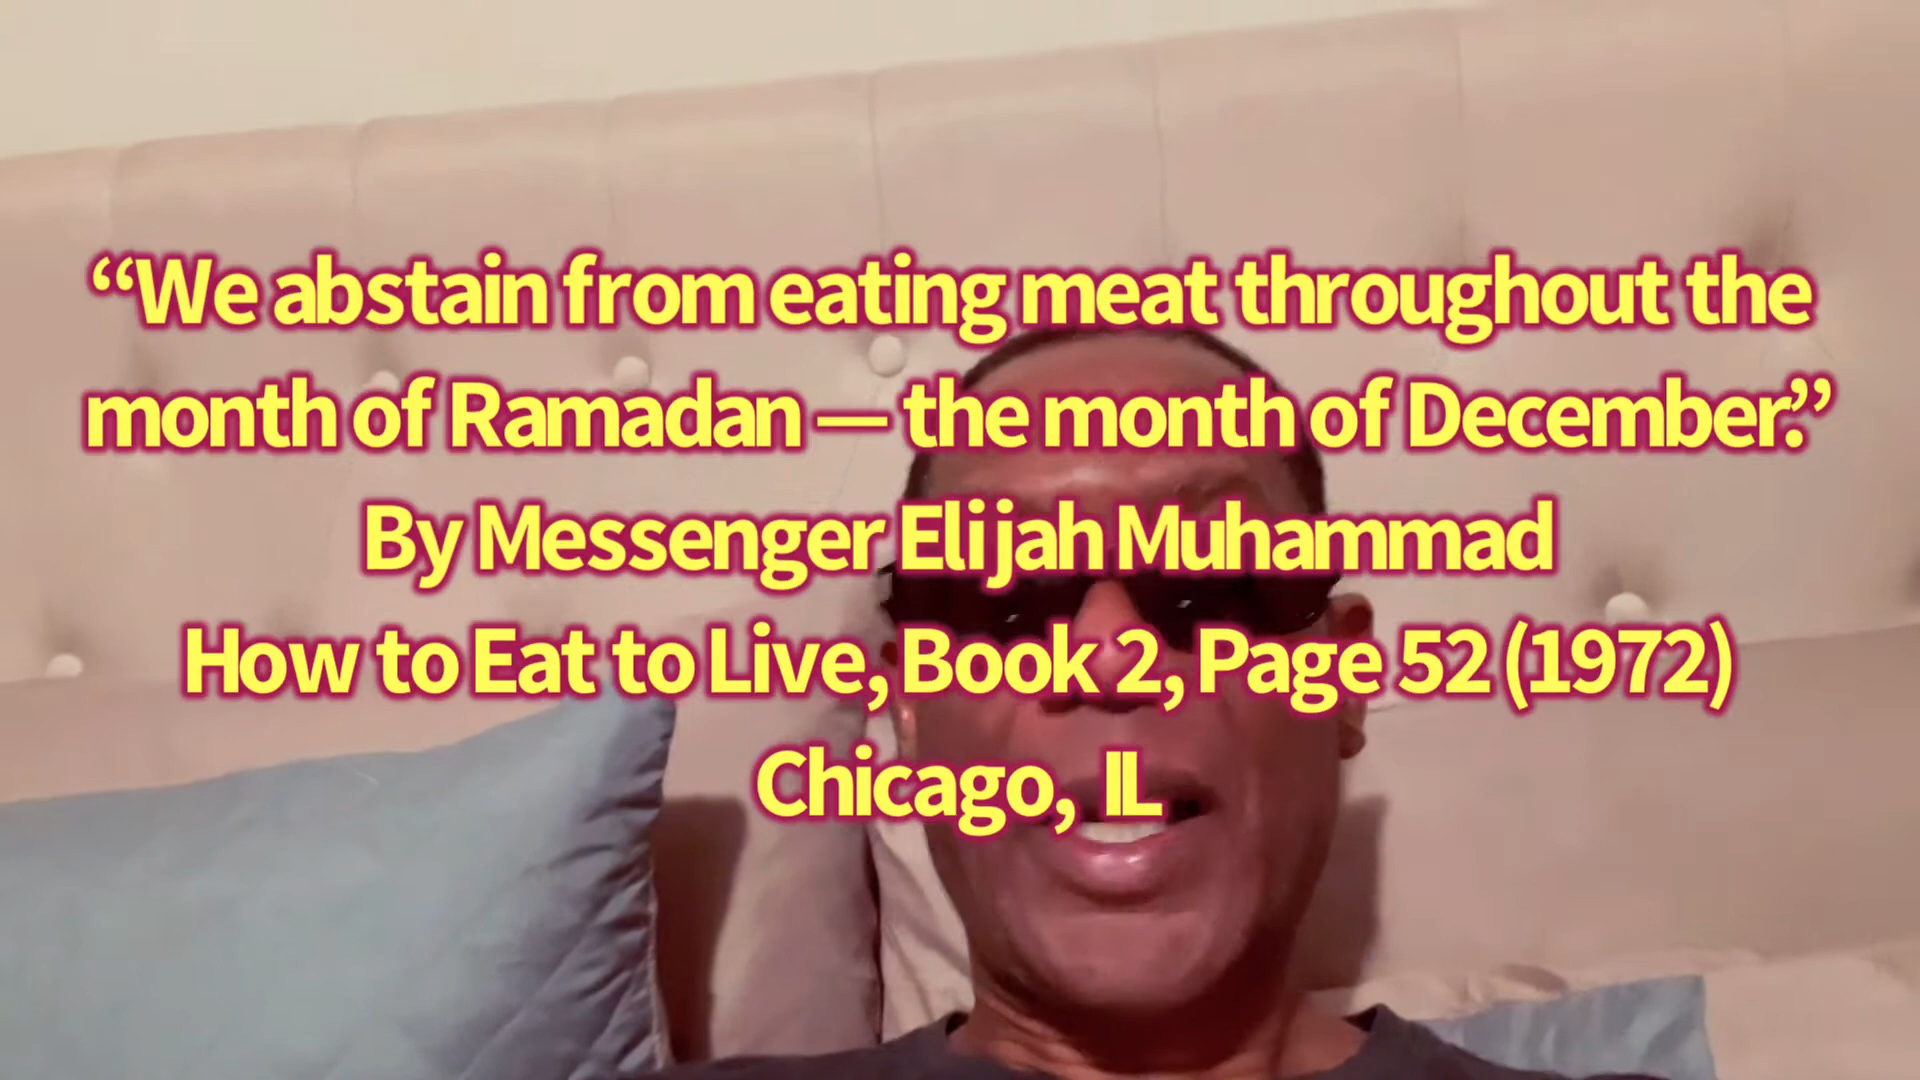 “We abstain from eating meat throughout the
month of Ramadan — the month of December.”
By Messenger Elijah Muhammad
How to Eat to Live, Book 2, Page 52 (1972)
Chicago, IL